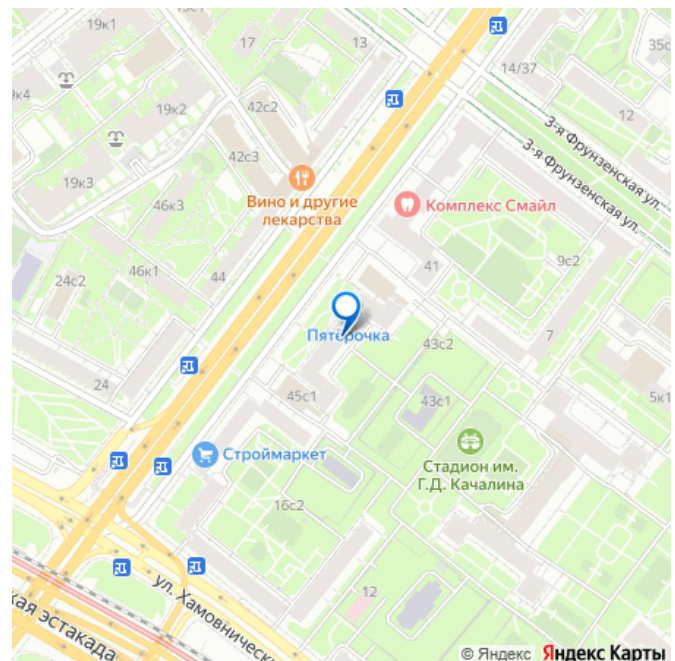 19к1
17
13
14/37
35с
к4
19к2
42с2
12
42с3
3-я Фрунзенская ул.
3-я Фрунзенская ул.
19к3
Вино и другие
лекарства
46к3
Комплекс Смайл
9с2
24с2
46к1
44
41
Пятёрочка
43с2
7
24
45с1
43с1
5к1
Строймаркет
Стадион им.
Г.Д. Качалина
16с2
12
ул. Хамовническ
кая эстакада
© Яндекс Яндекс Карты